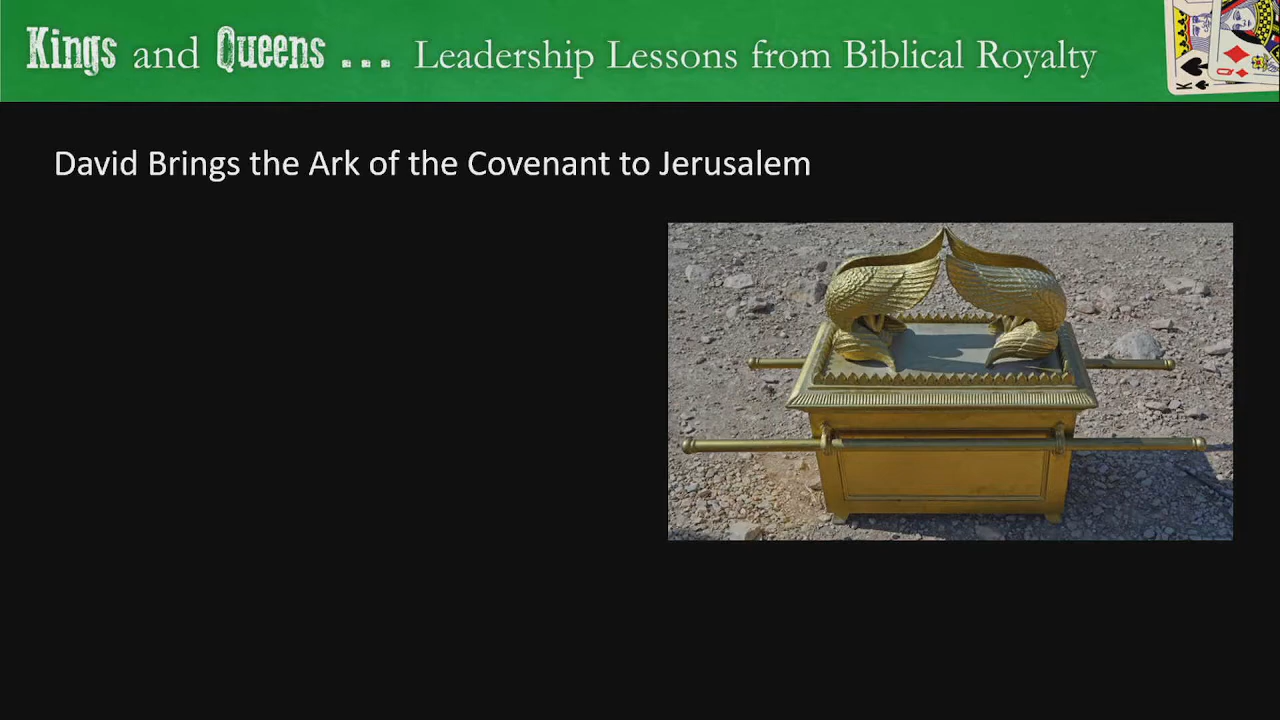 Kings and Queens ... Leadership Lessons from Biblical Royalty
K
Q
David Brings the Ark of the Covenant to Jerusalem